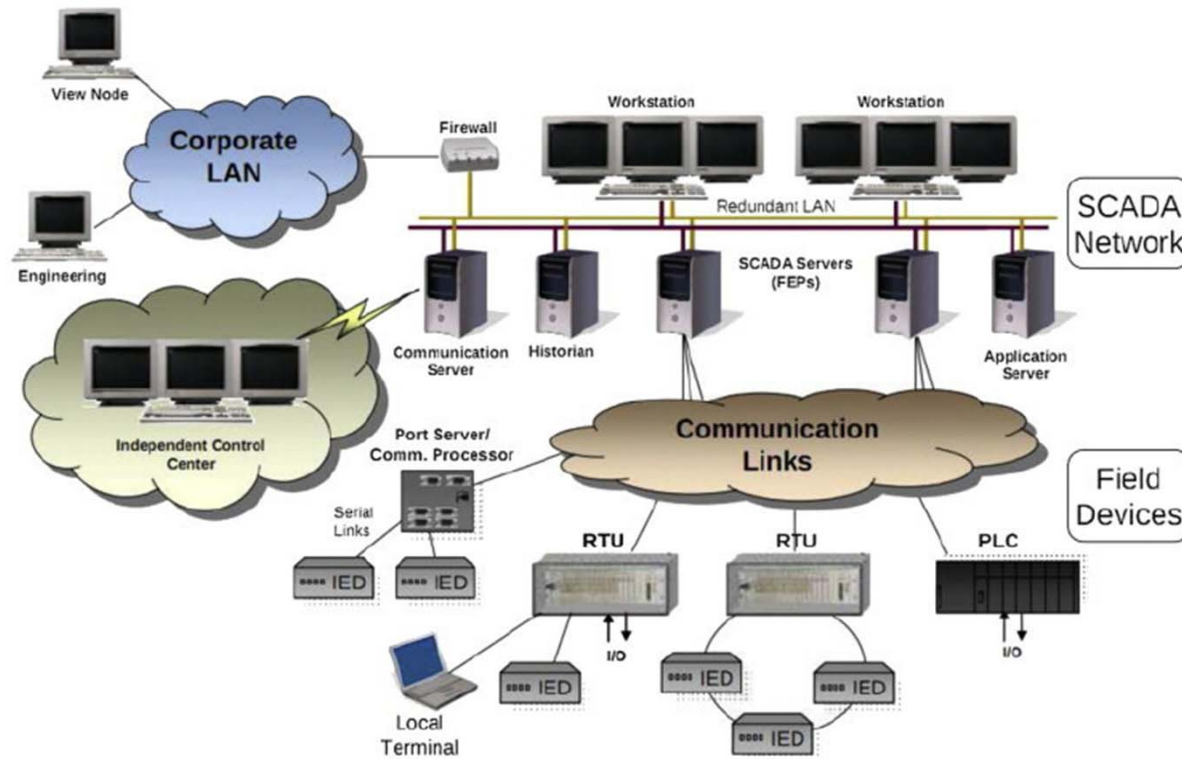 View Node
Corporate
LAN
Engineering
Firewall
Workstation
Workstation
Redundant LAN
SCADA
Network
SCADA Servers
(FEPs)
Communication
Server
Historian
Application
Server
Independent Control
Center
Communication
Links
Port Server/
Comm. Processor
Serial
Links
IED
IED
Field
Devices
RTU
RTU
PLC
I/O
I/O
IED
IED
IED
IED
Local
Terminal